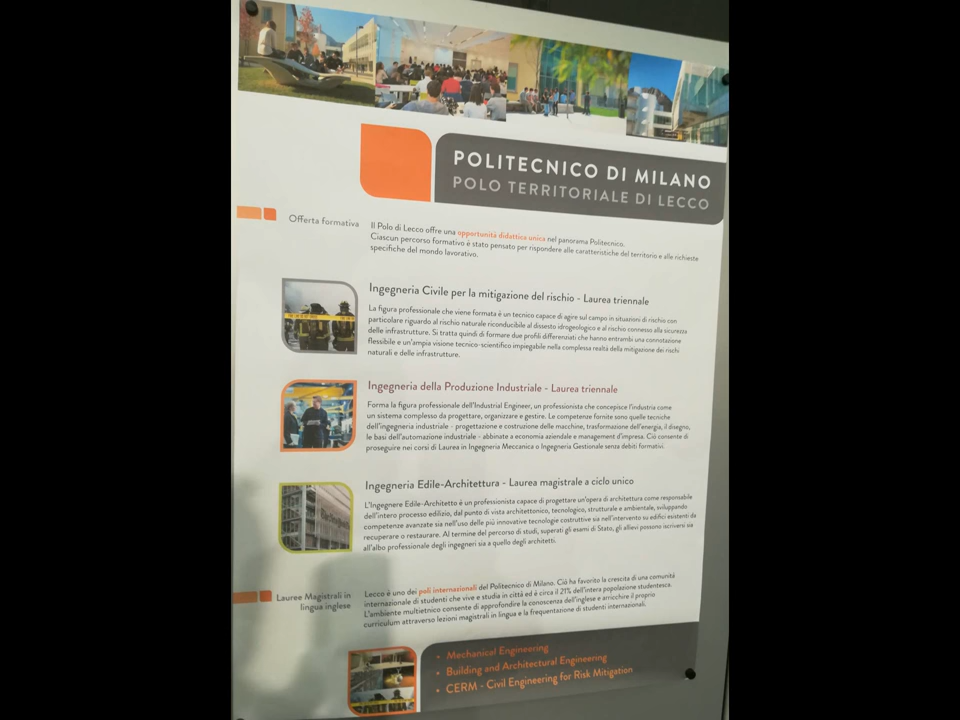 POLITECNICO DI MILANO
POLO TERRITORIALE DI LECCO
Offerta formativa
Il Polo di Lecco offre una opportunità didattica unica nel panorama Politecnico.
Ciascun percorso formativo è stato pensato per rispondere alle caratteristiche del territorio e alle richieste
specifiche del mondo lavorativo.
Ingegneria Civile per la mitigazione del rischio - Laurea triennale
La figura professionale che viene formata è un tecnico capace di agire sul campo in situazioni di rischio con
particolare riguardo al rischio naturale riconducibile al dissesto idrogeologico e al rischio connesso alla sicurezza
delle infrastrutture. Si tratta quindi di formare due profili differenziati che hanno entrambi una connotazione
flessibile e un'ampia visione tecnico-scientifico impiegabile nella complessa realtà della mitigazione dei rischi
naturali e delle infrastrutture.
Ingegneria della Produzione Industriale - Laurea triennale
Forma la figura professionale dell'Industrial Engineer, un professionista che concepisce l'industria come
un sistema complesso da progettare, organizzare e gestire. Le competenze fornite sono quelle tecniche
dell'ingegneria industriale - progettazione e costruzione delle macchine, trasformazione dell'energia, il disegno,
le basi dell'automazione industriale - abbinate a economia aziendale e management d'impresa. Ciò consente di
proseguire nei corsi di Laurea in Ingegneria Meccanica o Ingegneria Gestionale senza debiti formativi.
Ingegneria Edile-Architettura - Laurea magistrale a ciclo unico
L'Ingegnere Edile-Architetto è un professionista capace di progettare un'opera di architettura come responsabile
dell'intero processo edilizio, dal punto di vista architettonico, tecnologico, strutturale e ambientale, sviluppando
competenze avanzate sia nell'uso delle più innovative tecnologie costruttive sia nell'intervento su edifici esistenti da
recuperare o restaurare. Al termine del percorso di studi, superati gli esami di Stato, gli allievi possono iscriversi sia
all'albo professionale degli ingegneri sia a quello degli architetti.
Lauree Magistrali in
lingua inglese
Lecco è uno dei poli internazionali del Politecnico di Milano. Ciò ha favorito la crescita di una comunità
internazionale di studenti che vive e studia in città ed è circa il 21% dell'intera popolazione studentesca.
L'ambiente multietnico consente di approfondire la conoscenza dell'inglese e arricchire il proprio
curriculum attraverso lezioni magistrali in lingua e la frequentazione di studenti internazionali.
• Mechanical Engineering
• Building and Architectural Engineering
• CERM - Civil Engineering for Risk Mitigation